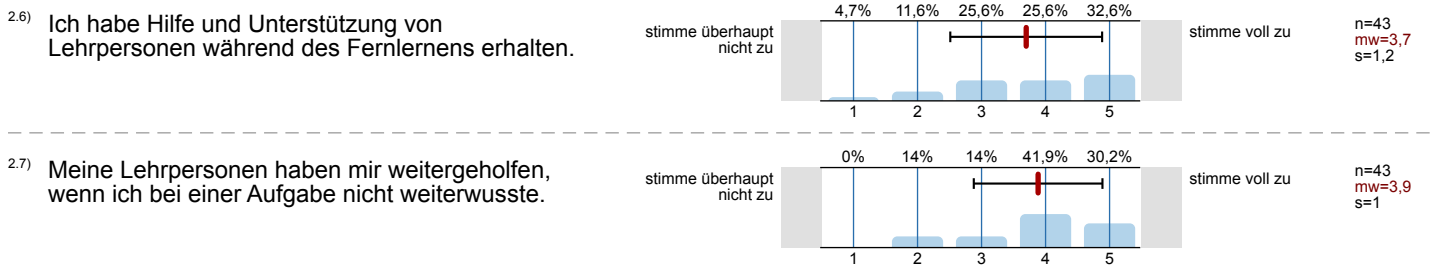 2.6) Ich habe Hilfe und Unterstützung von
Lehrpersonen während des Fernlernens erhalten.
stimme überhaupt
nicht zu
4,7% 11,6% 25,6% 25,6% 32,6%
1 2 3 4 5
stimme voll zu
n=43
mw=3,7
s=1,2
2.7) Meine Lehrpersonen haben mir weitergeholfen,
wenn ich bei einer Aufgabe nicht weiterwusste.
stimme überhaupt
nicht zu
0% 14% 14% 41,9% 30,2%
1 2 3 4 5
stimme voll zu
n=43
mw=3,9
s=1